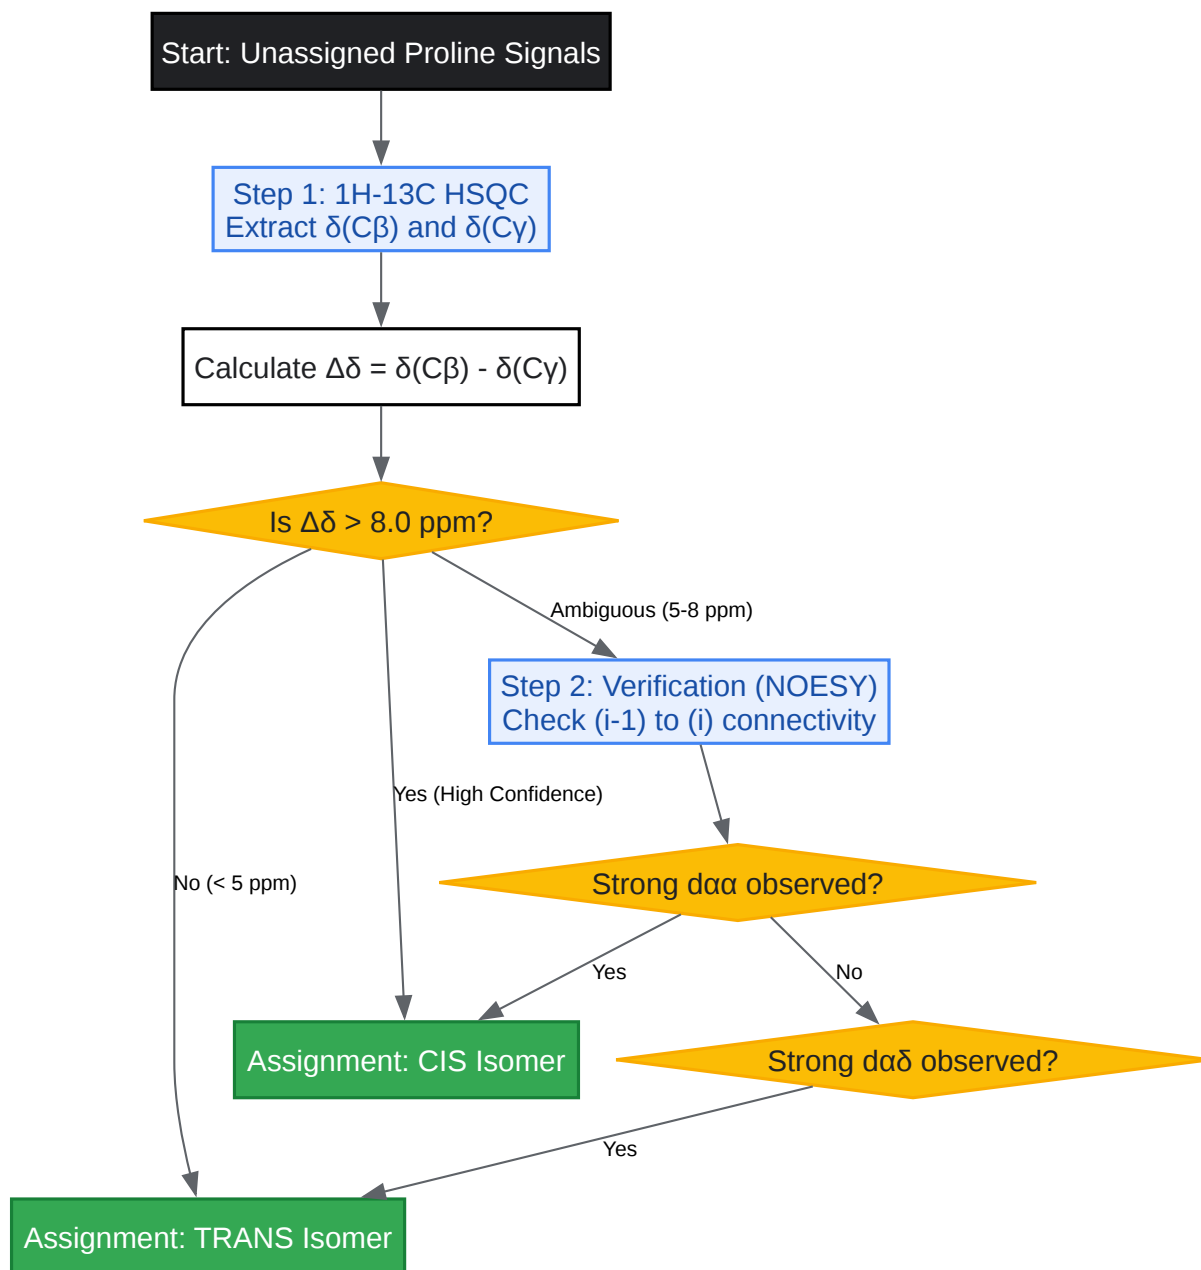 Start: Unassigned Proline Signals
Step 1: 1H-13C HSQC
Extract δ(Cβ) and δ(Cγ)
Calculate Δδ = δ(Cβ) - δ(Cγ)
Is Δδ > 8.0 ppm?
Ambiguous (5-8 ppm)
Step 2: Verification (NOESY)
Check (i-1) to (i) connectivity
Yes (High Confidence)
No (< 5 ppm)
Strong dαα observed?
Yes
No
Assignment: CIS Isomer
Strong dαδ observed?
Yes
Assignment: TRANS Isomer